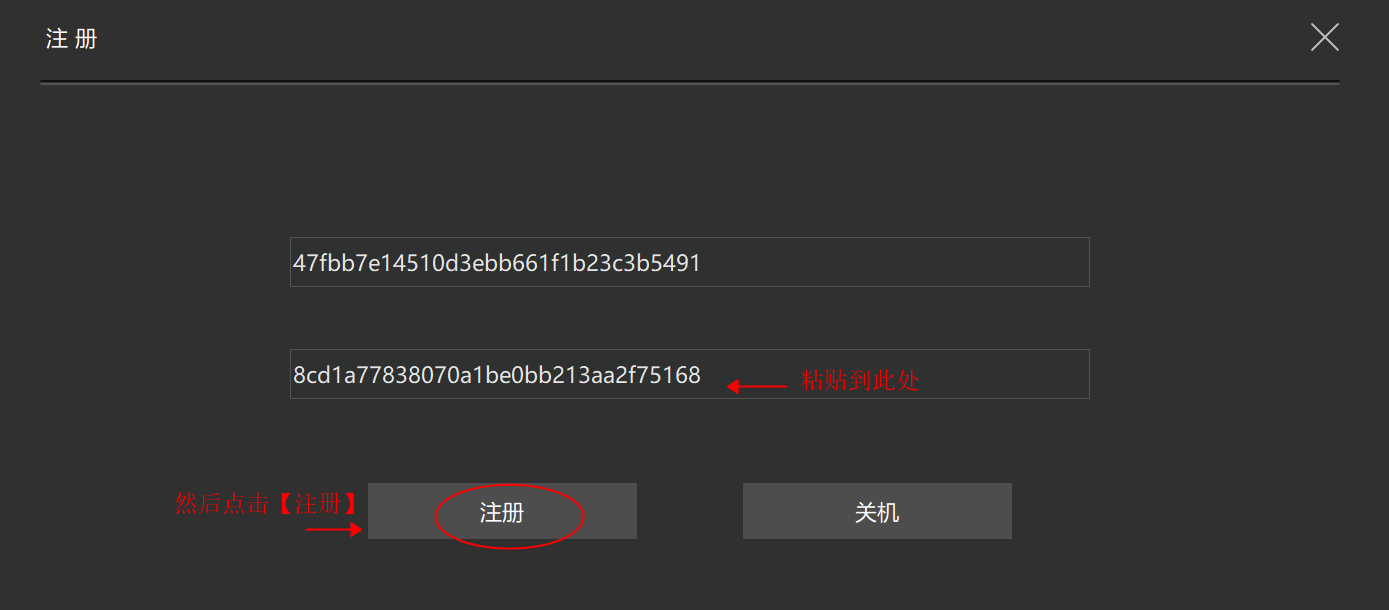 注 册
47fbb7e14510d3ebb661f1b23c3b5491
8cd1a77838070a1be0bb213aa2f75168
粘贴到此处
然后点击【注册】
注册
关机